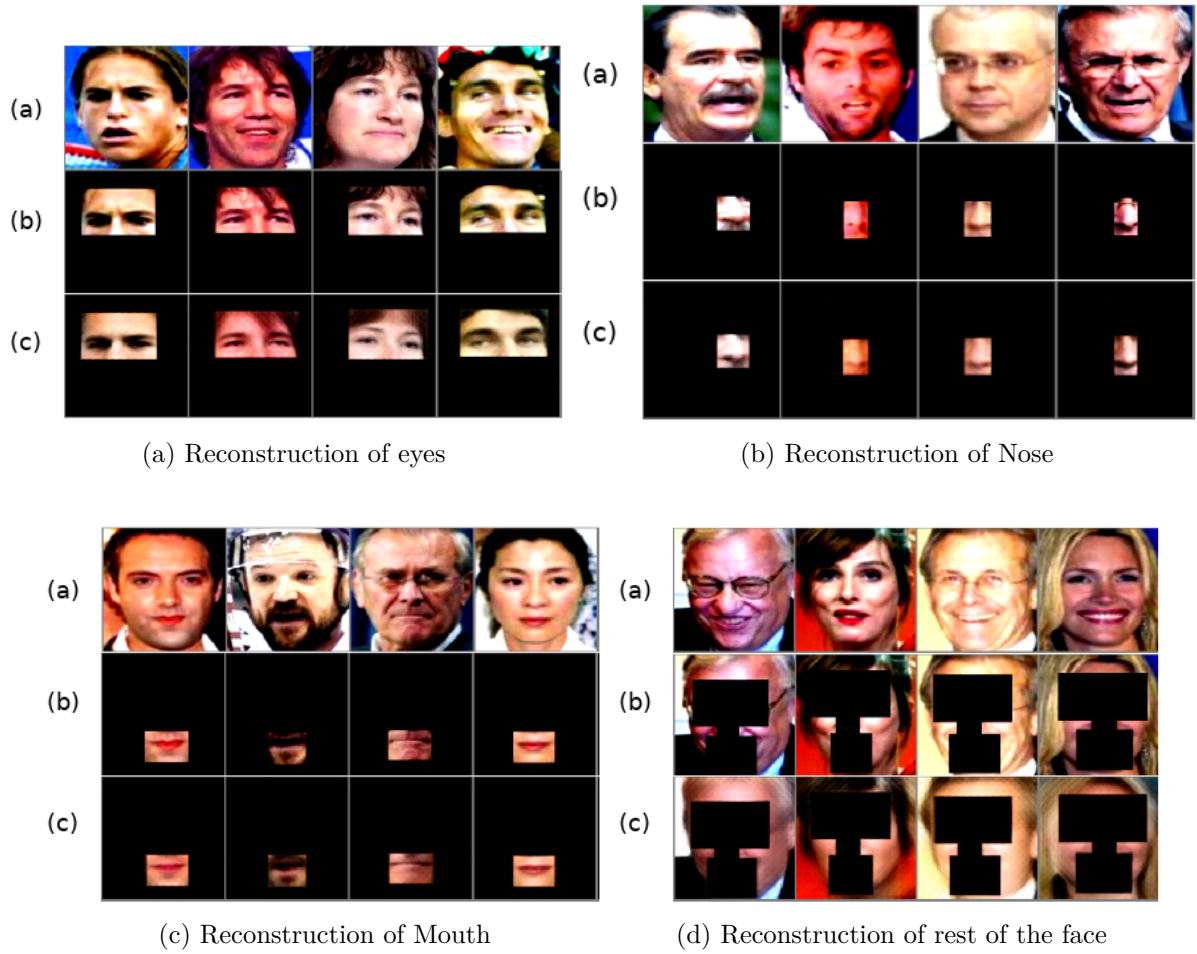 (a)
(b)
(c)
(a) Reconstruction of eyes
(a)
(b)
(c)
(b) Reconstruction of Nose
(a)
(b)
(c)
(c) Reconstruction of Mouth
(a)
(b)
(c)
(d) Reconstruction of rest of the face